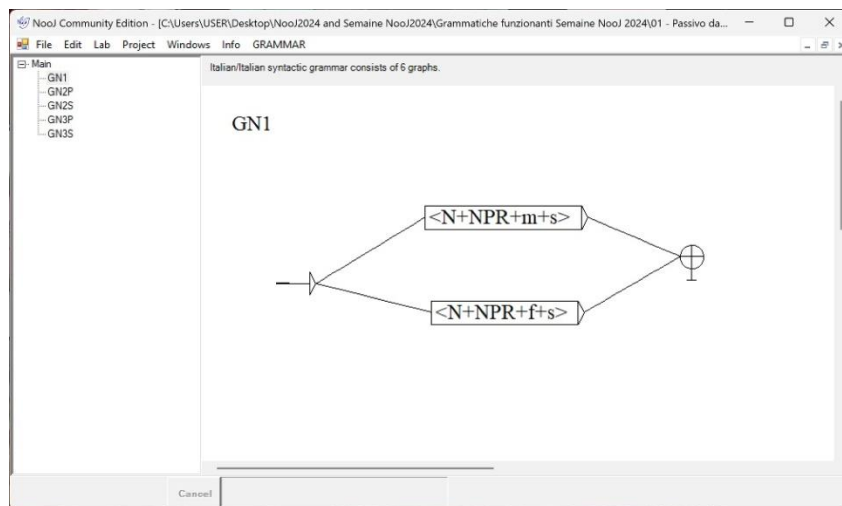 NooJ Community Edition - [C:\Users\USER\Desktop\NooJ2024 and Semaine NooJ2024\Grammatiche funzionanti Semaine NooJ 2024\01 - Passivo da...
File Edit Lab Project Windows Info GRAMMAR
Main
GN1
GN2P
GN2S
GN3P
GN3S
Italian/Italian syntactic grammar consists of 6 graphs.
GN1
<N+NPR+m+s>
<N+NPR+f+s>
Cancel